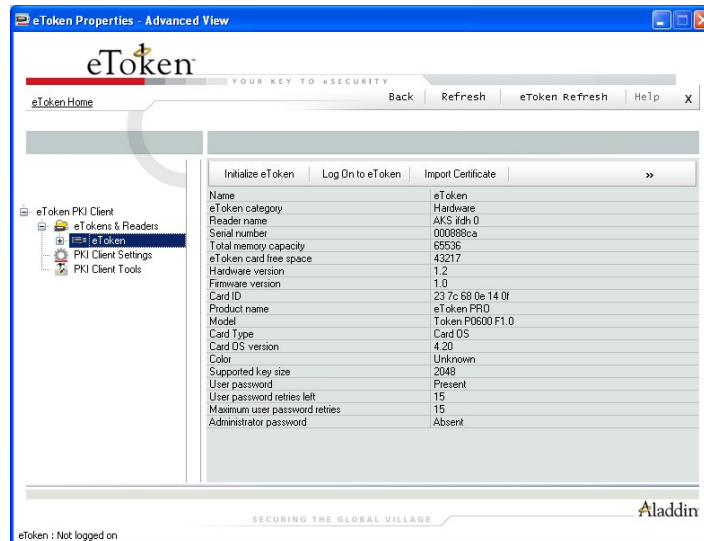 eToken Properties - Advanced View
eToken
YOUR KEY TO eSECURITY
eToken Home
Back Refresh eToken Refresh Help X
Initialize eToken Log On to eToken Import Certificate »
eToken PKI Client
eTokens & Readers
eToken
PKI Client Settings
PKI Client Tools
Name eToken
eToken category Hardware
Reader name AKS ifdh 0
Serial number 000888ca
Total memory capacity 65536
eToken card free space 43217
Hardware version 1.2
Firmware version 1.0
Card ID 23 7c 68 0e 14 0f
Product name eToken PRO
Model Token P0600 F1.0
Card Type Card OS
Card OS version 4.20
Color Unknown
Supported key size 2048
User password Present
User password retries left 15
Maximum user password retries 15
Administrator password Absent
Aladdin
SECURING THE GLOBAL VILLAGE
eToken : Not logged on